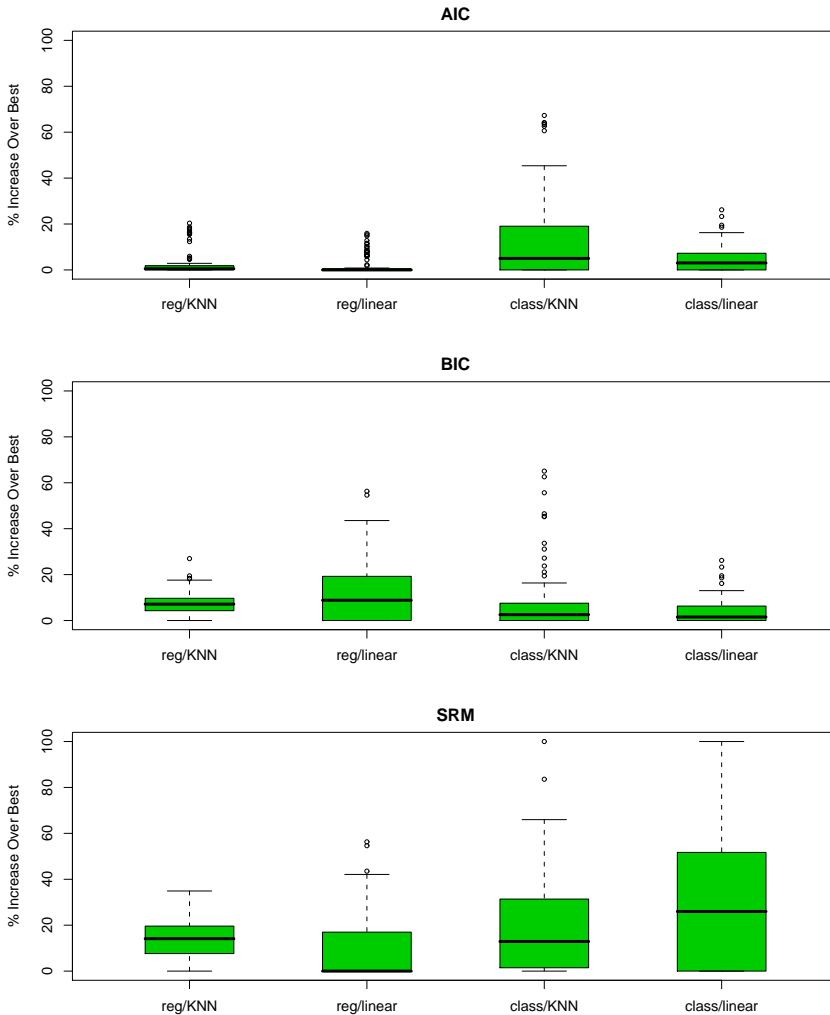 AIC
% Increase Over Best
100
80
60
40
20
0
reg/KNN reg/linear class/KNN class/linear
BIC
% Increase Over Best
100
80
60
40
20
0
reg/KNN reg/linear class/KNN class/linear
SRM
% Increase Over Best
100
80
60
40
20
0
reg/KNN reg/linear class/KNN class/linear